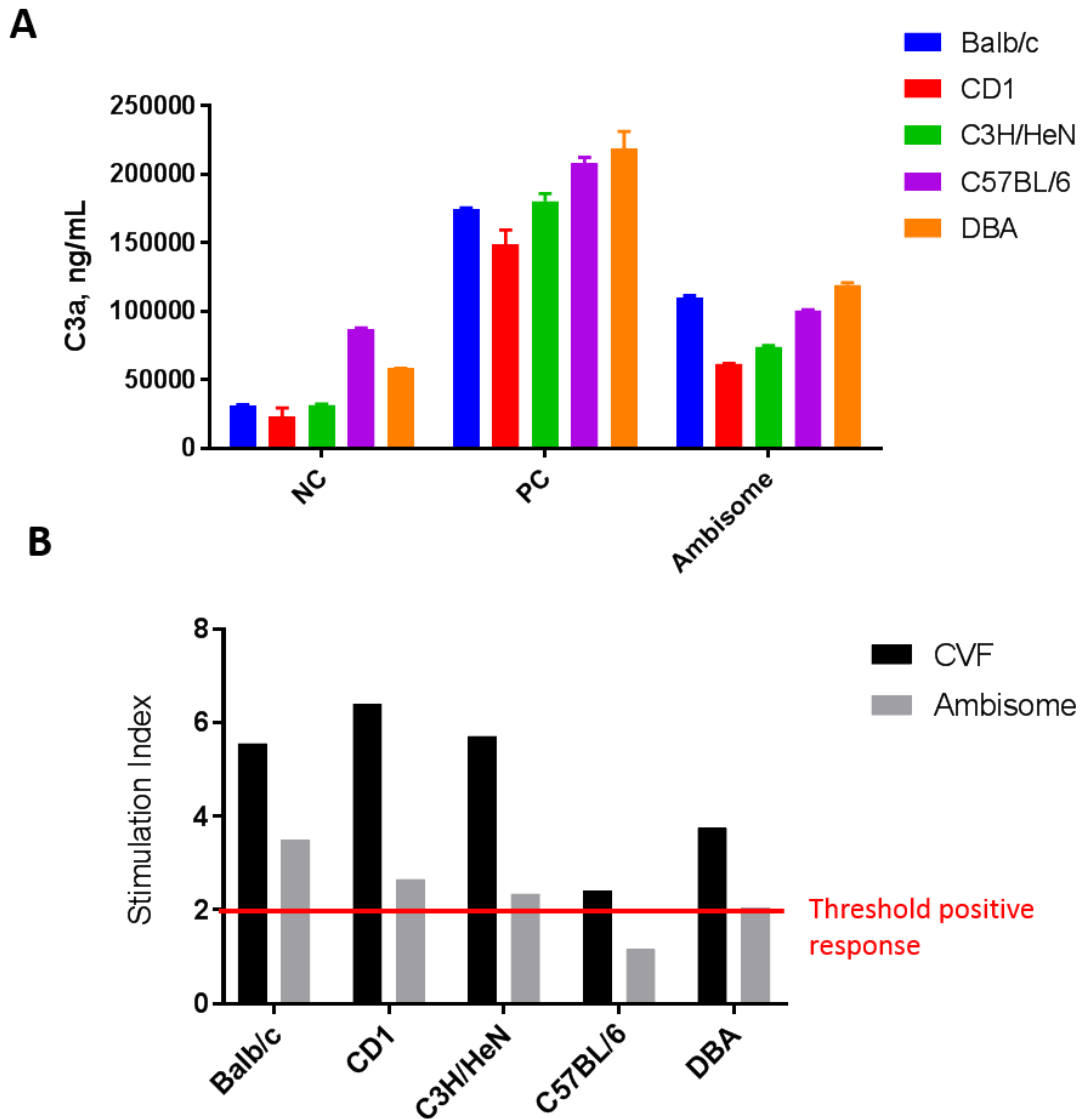 A
Balb/c
CD1
C3H/HeN
C57BL/6
DBA
C3a, ng/mL
250000
200000
150000
100000
50000
0
NC
PC
Ambisome
B
CVF
Ambisome
Stimulation Index
8
6
4
2
0
Threshold positive
response
Balb/c
CD1
C3H/HeN
C57BL/6
DBA